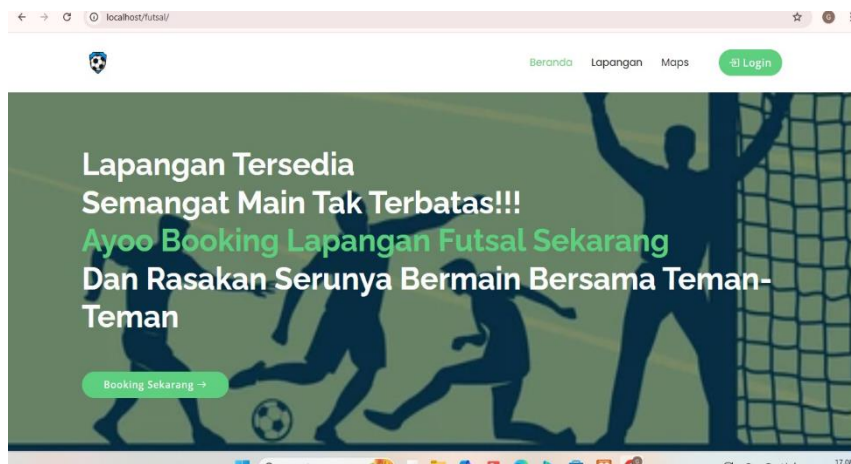 localhost/futsal/
G
Beranda Lapangan Maps Login
Lapangan Tersedia
Semangat Main Tak Terbatas!!!
Ayoo Booking Lapangan Futsal Sekarang
Dan Rasakan Serunya Bermain Bersama Teman-
Teman
Booking Sekarang →